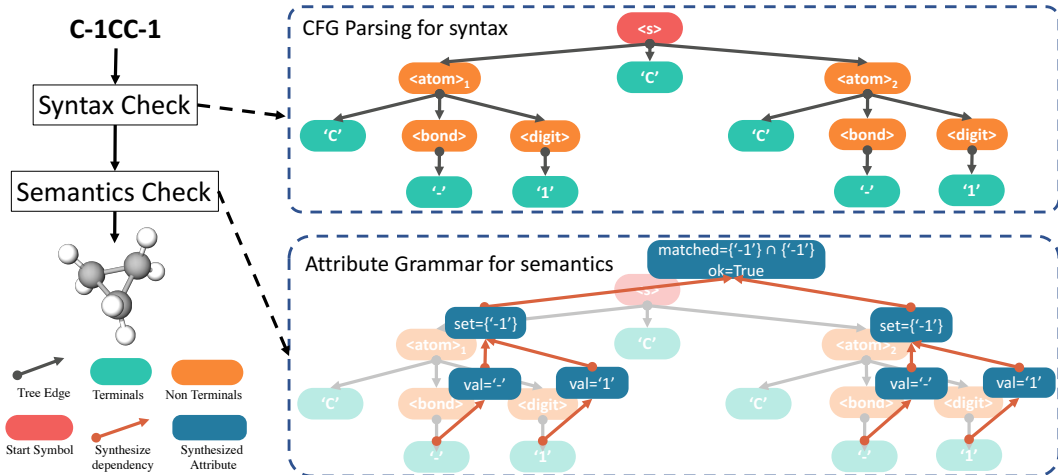 C-1CC-1
Syntax Check
Semantics Check
Tree Edge
Terminals
Non Terminals
Start Symbol
Synthesize
dependency
Synthesized
Attribute
CFG Parsing for syntax
<s>
<atom>1
'C'
<atom>2
'C'
<bond>
<digit>
'C'
<bond>
<digit>
'-'
'1'
'-'
'1'
Attribute Grammar for semantics
matched={'-1'} ∩ {'-1'}
ok=True
<s>
set={'-1'}
set={'-1'}
<atom>1
'C'
<atom>2
val='-'
val='1'
val='-'
val='1'
'C'
<bond>
<digit>
'C'
<bond>
<digit>
'-'
'1'
'-'
'1'